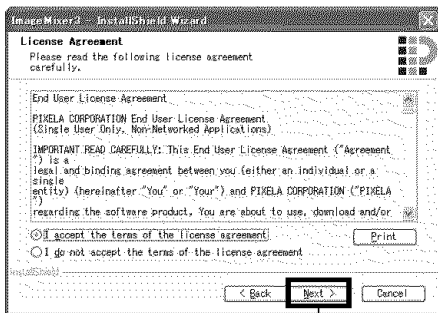 ImageMixer3 - InstallShield Wizard
License Agreement
Please read the following license agreement
carefully.
End User License Agreement
PIXELA CORPORATION End User License Agreement
(Single User Only, Non-Networked Applications)
IMPORTANT READ CAREFULLY: This End User License Agreement ("Agreement
") is a
legal and binding agreement between you (either an individual or a
single
entity) (hereinafter "You" or "Your") and PIXELA CORPORATION ("PIXELA
")
regarding the software product, You are about to use, download and/or
I accept the terms of the license agreement
Print
I do not accept the terms of the license agreement
InstallShield
< Back
Next >
Cancel